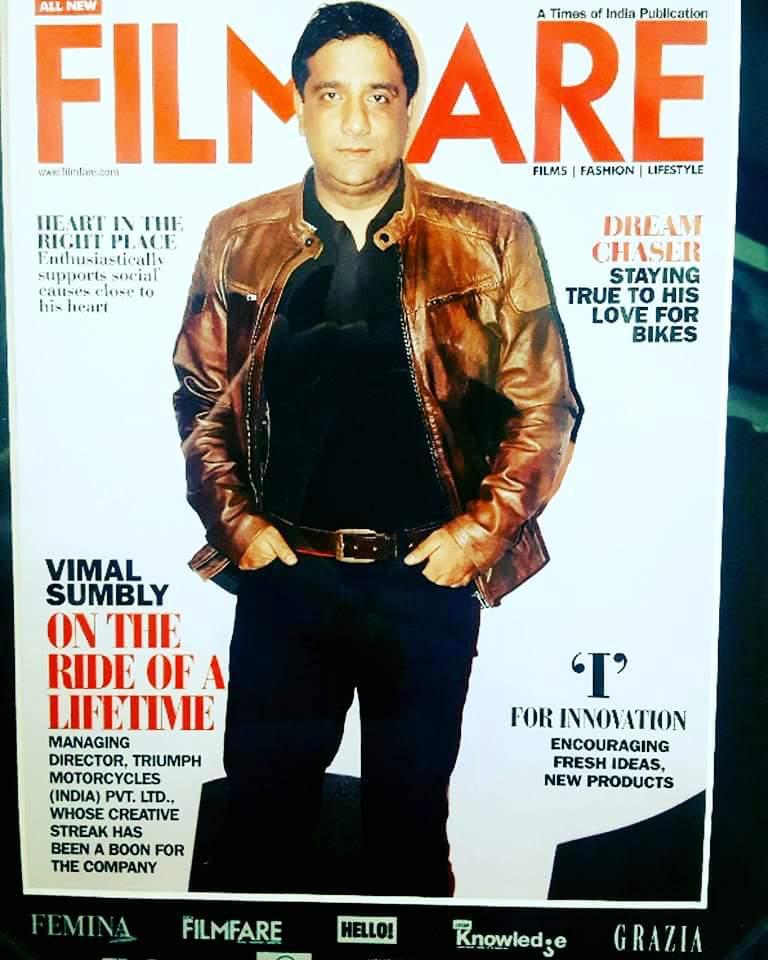 ALL NEW
A Times of India Publication
FILMFARE
www.filmfare.com
FILMS | FASHION | LIFESTYLE
HEART IN THE
RIGHT PLACE
Enthusiastically
supports social
causes close to
his heart
DREAM
CHASER
STAYING
TRUE TO HIS
LOVE FOR
BIKES
VIMAL
SUMBLY
ON THE
RIDE OF A
LIFETIME
MANAGING
DIRECTOR, TRIUMPH
MOTORCYCLES
(INDIA) PVT. LTD.,
WHOSE CREATIVE
STREAK HAS
BEEN A BOON FOR
THE COMPANY
‘I’
FOR INNOVATION
ENCOURAGING
FRESH IDEAS,
NEW PRODUCTS
FEMINA FILMFARE HELLO! Knowledge GRAZIA